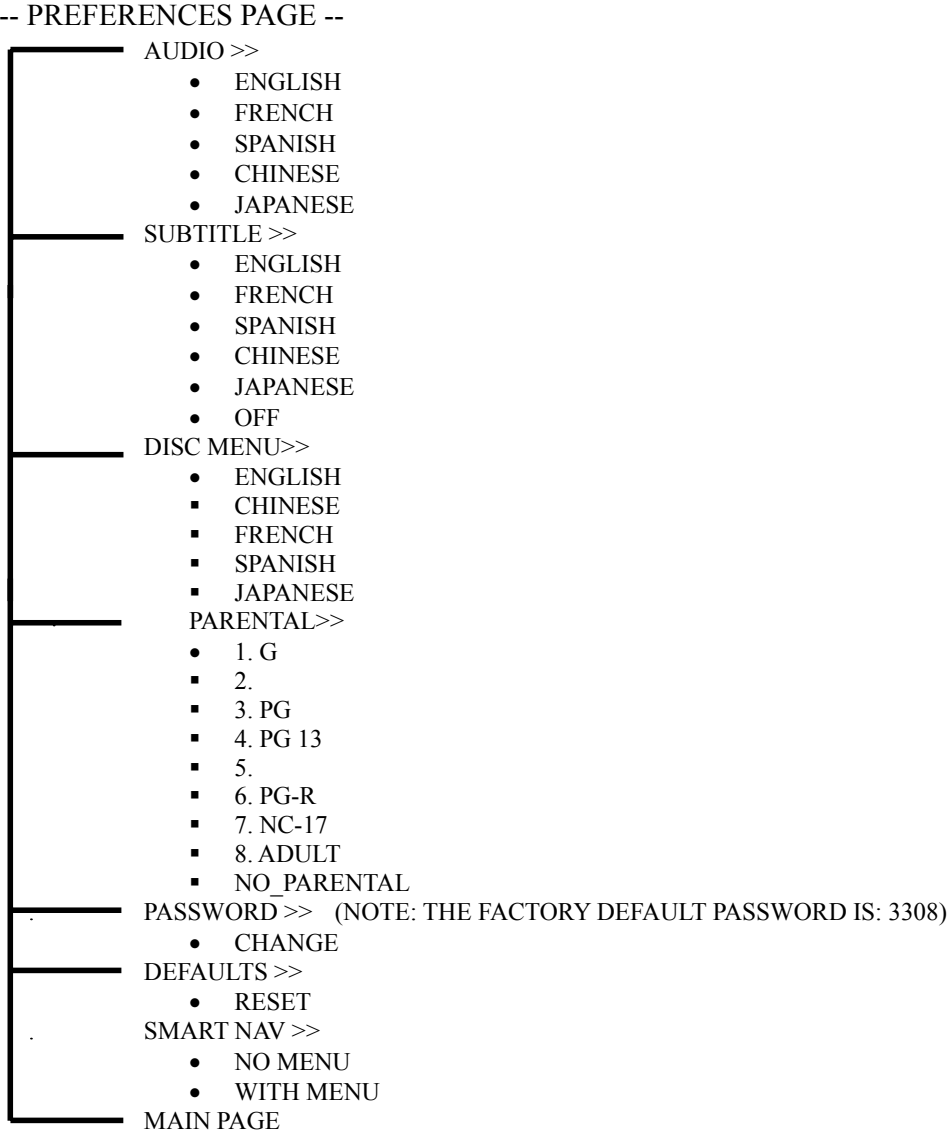 -- PREFERENCES PAGE --
AUDIO >>
• ENGLISH
• FRENCH
• SPANISH
• CHINESE
• JAPANESE
SUBTITLE >>
• ENGLISH
• FRENCH
• SPANISH
• CHINESE
• JAPANESE
• OFF
DISC MENU>>
• ENGLISH
▪ CHINESE
▪ FRENCH
▪ SPANISH
▪ JAPANESE
PARENTAL>>
• 1. G
▪ 2.
▪ 3. PG
▪ 4. PG 13
▪ 5.
▪ 6. PG-R
▪ 7. NC-17
▪ 8. ADULT
▪ NO_PARENTAL
PASSWORD >> (NOTE: THE FACTORY DEFAULT PASSWORD IS: 3308)
• CHANGE
DEFAULTS >>
• RESET
SMART NAV >>
• NO MENU
• WITH MENU
MAIN PAGE